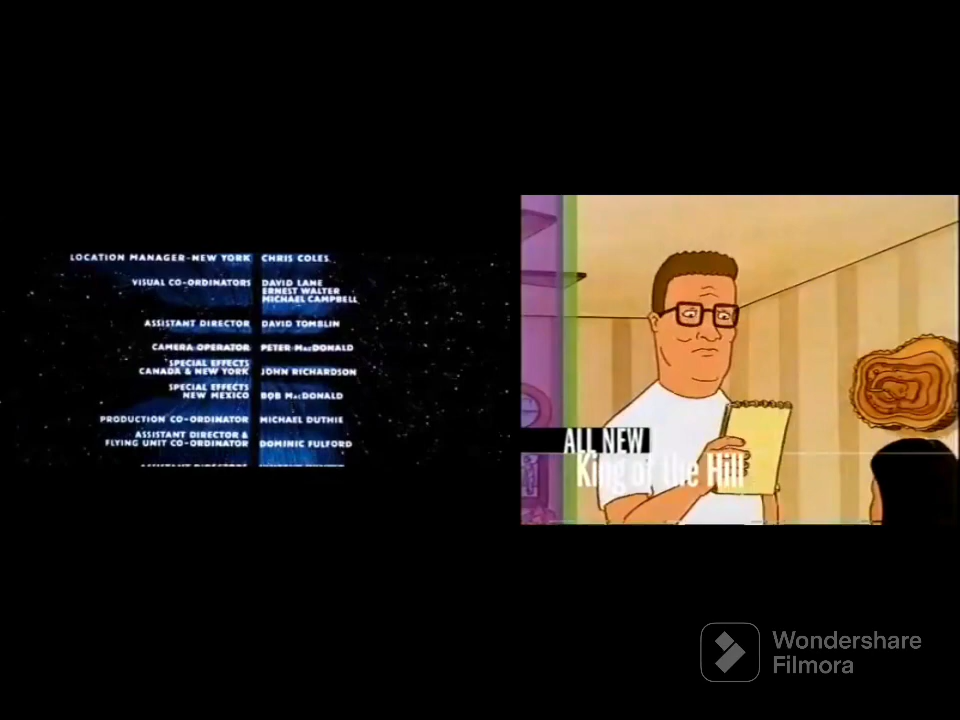 LOCATION MANAGER-NEW YORK CHRIS COLES
VISUAL CO-ORDINATORS DAVID LANE
ERNEST WALTER
MICHAEL CAMPBELL
ASSISTANT DIRECTOR DAVID TOMBLIN
CAMERA OPERATOR PETER MacDONALD
SPECIAL EFFECTS
CANADA & NEW YORK JOHN RICHARDSON
SPECIAL EFFECTS
NEW MEXICO BOB MacDONALD
PRODUCTION CO-ORDINATOR MICHAEL DUTHIE
ASSISTANT DIRECTOR &
FLYING UNIT CO-ORDINATOR DOMINIC FULFORD
ALL NEW
King of the Hill
Wondershare
Filmora